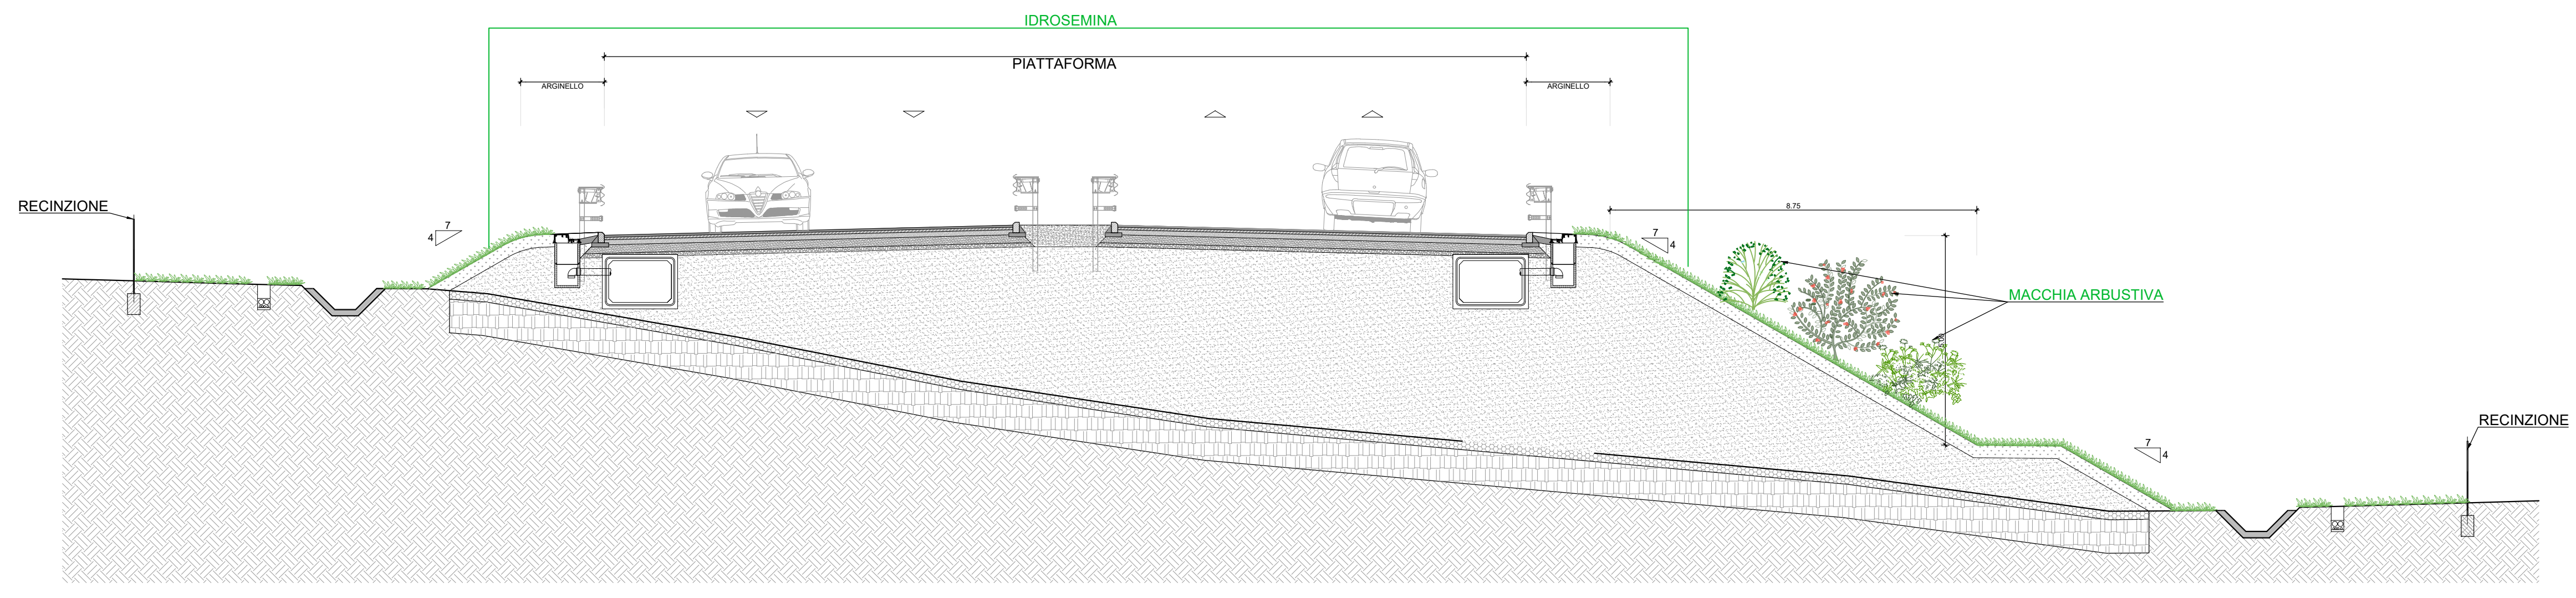 IDROSEMINA
PIATTAFORMA
ARGINELLO
ARGINELLO
RECINZIONE
7
4
8.75
7
4
MACCHIA ARBUSTIVA
RECINZIONE
7
4